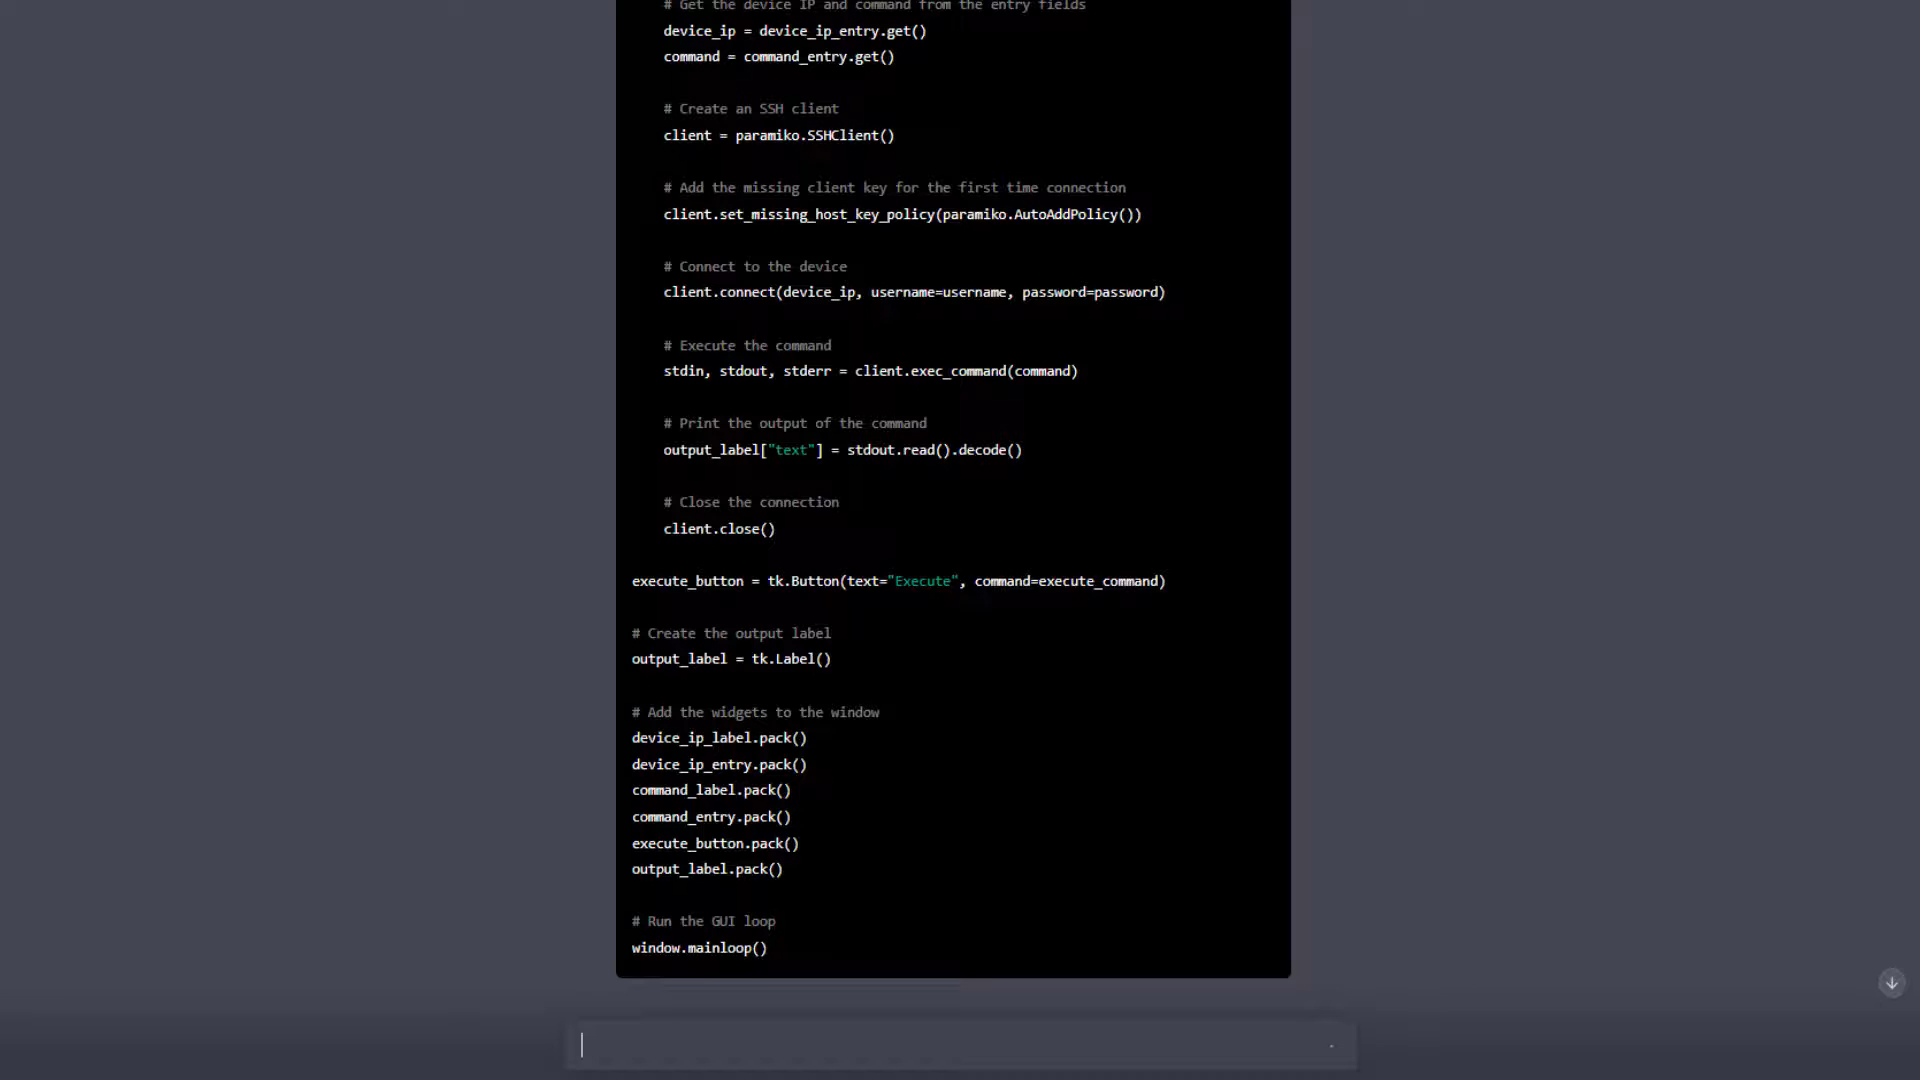 # Get the device IP and command from the entry fields
device_ip = device_ip_entry.get()
command = command_entry.get()
# Create an SSH client
client = paramiko.SSHClient()
# Add the missing client key for the first time connection
client.set_missing_host_key_policy(paramiko.AutoAddPolicy())
# Connect to the device
client.connect(device_ip, username=username, password=password)
# Execute the command
stdin, stdout, stderr = client.exec_command(command)
# Print the output of the command
output_label["text"] = stdout.read().decode()
# Close the connection
client.close()
execute_button = tk.Button(text="Execute", command=execute_command)
# Create the output label
output_label = tk.Label()
# Add the widgets to the window
device_ip_label.pack()
device_ip_entry.pack()
command_label.pack()
command_entry.pack()
execute_button.pack()
output_label.pack()
# Run the GUI loop
window.mainloop()